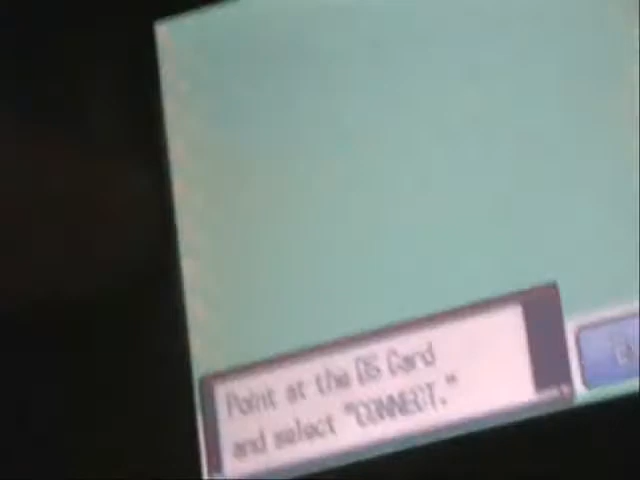 Point at the DS Card
and select "CONNECT."